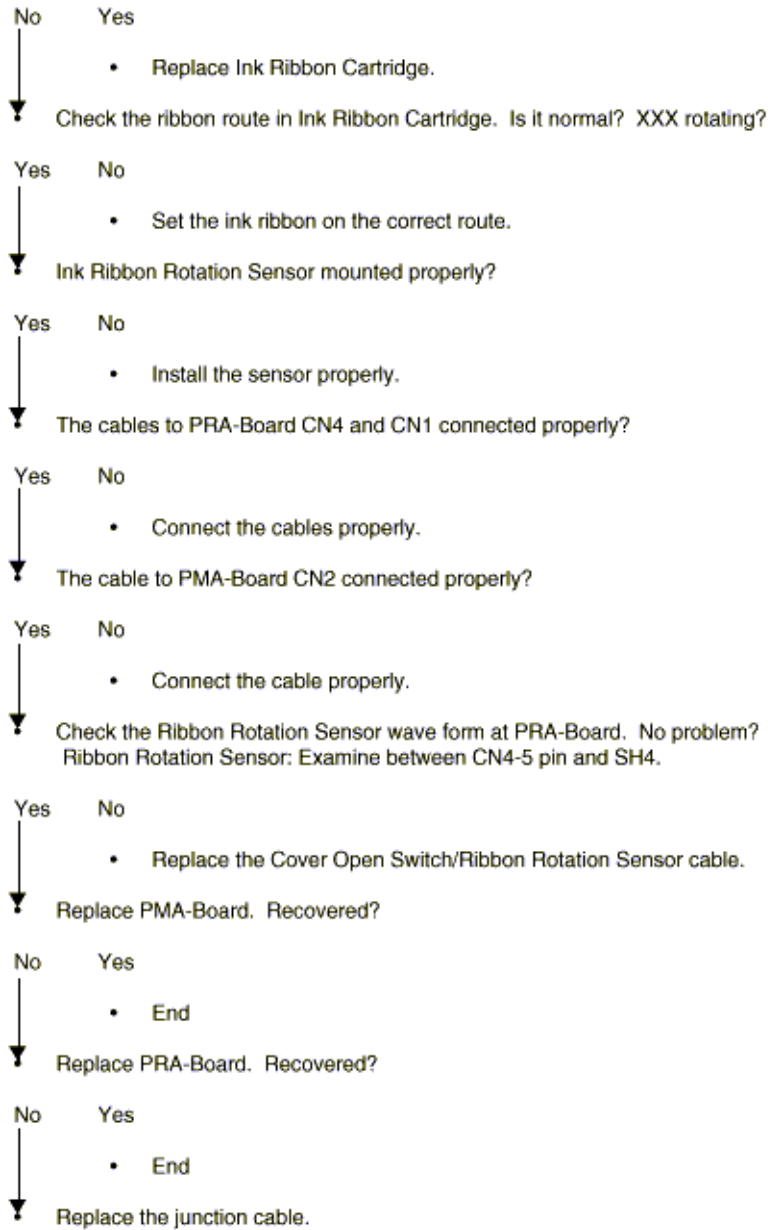 No Yes
• Replace Ink Ribbon Cartridge.
• Check the ribbon route in Ink Ribbon Cartridge. Is it normal? XXX rotating?
Yes No
• Set the ink ribbon on the correct route.
• Ink Ribbon Rotation Sensor mounted properly?
Yes No
• Install the sensor properly.
• The cables to PRA-Board CN4 and CN1 connected properly?
Yes No
• Connect the cables properly.
• The cable to PMA-Board CN2 connected properly?
Yes No
• Connect the cable properly.
• Check the Ribbon Rotation Sensor wave form at PRA-Board. No problem?
Ribbon Rotation Sensor: Examine between CN4-5 pin and SH4.
Yes No
• Replace the Cover Open Switch/Ribbon Rotation Sensor cable.
• Replace PMA-Board. Recovered?
No Yes
• End
• Replace PRA-Board. Recovered?
No Yes
• End
• Replace the junction cable.